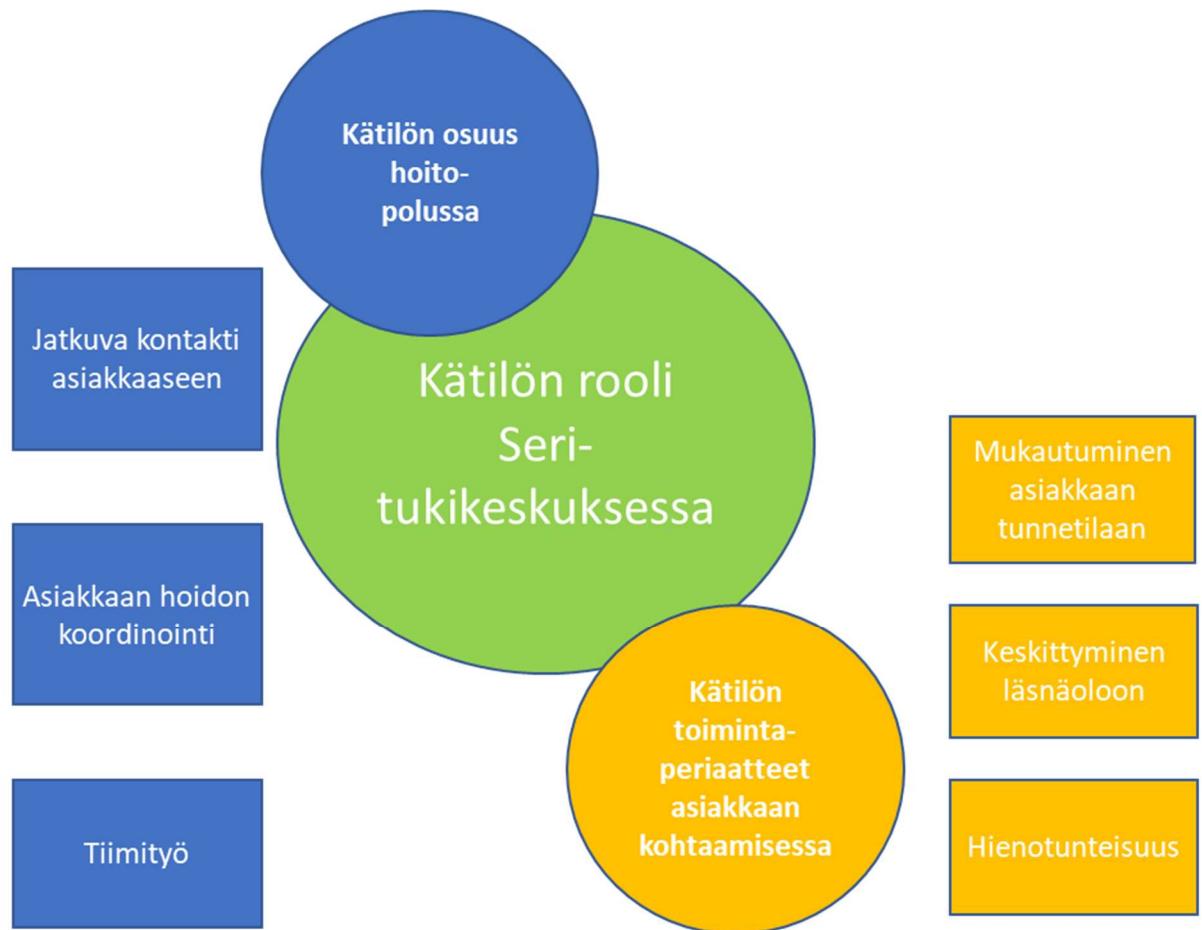 Kätilön osuus
hoito-
polussa
Jatkuva kontakti
asiakkaaseen
Kätilön rooli
Seri-
tukikeskuksessa
Mukautuminen
asiakkaan
tunnetilaan
Asiakkaan hoidon
koordinointi
Keskittyminen
läsnäoloon
Kätilön
toiminta-
periaatteet
asiakkaan
kohtaamisessa
Tiimityö
Hienotunteisuus